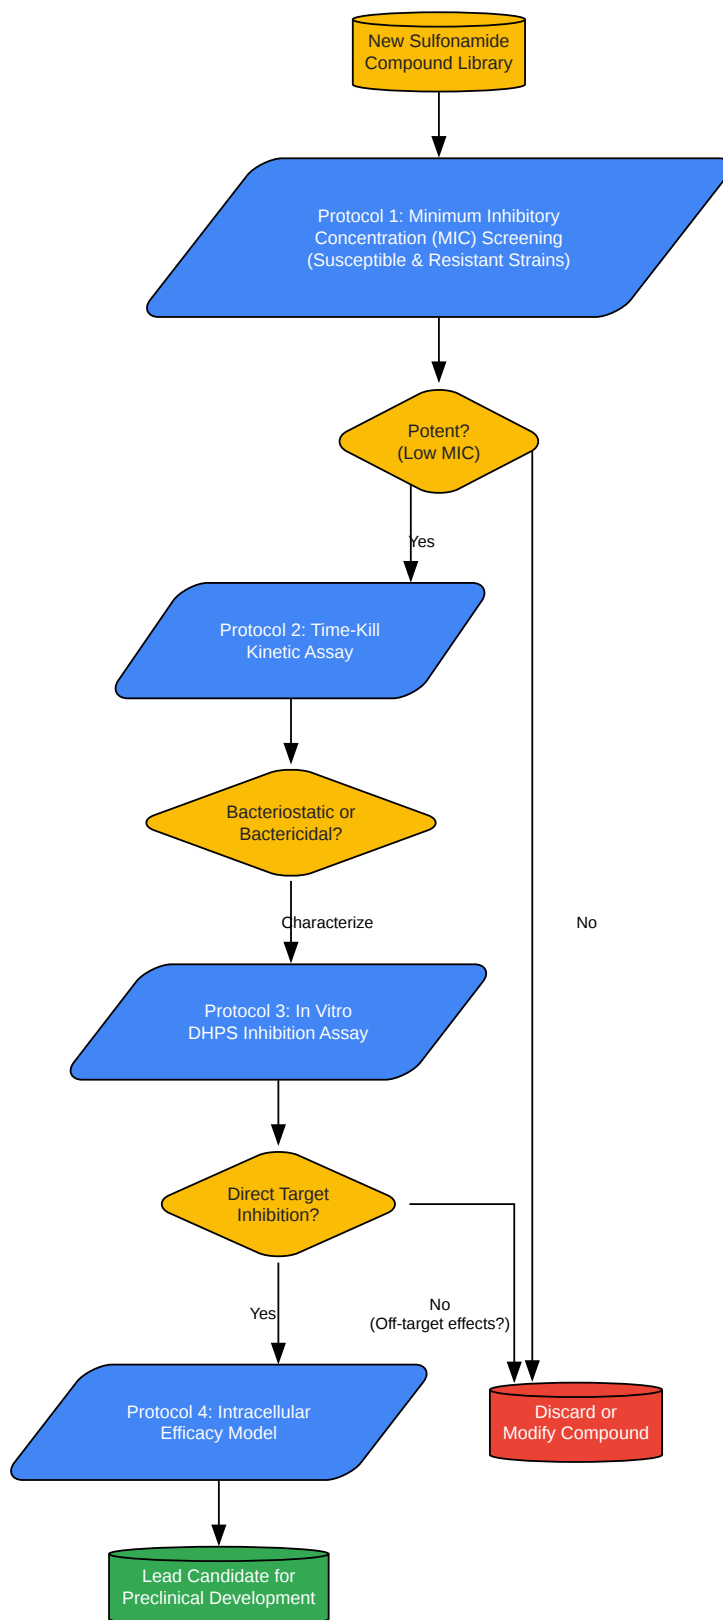 New Sulfonamide
Compound Library
Protocol 1: Minimum Inhibitory
Concentration (MIC) Screening
(Susceptible & Resistant Strains)
Potent?
(Low MIC)
Yes
Protocol 2: Time-Kill
Kinetic Assay
Bacteriostatic or
Bactericidal?
Characterize
No
Protocol 3: In Vitro
DHPS Inhibition Assay
Direct Target
Inhibition?
Yes
No
(Off-target effects?)
Protocol 4: Intracellular
Efficacy Model
Discard or
Modify Compound
Lead Candidate for
Preclinical Development